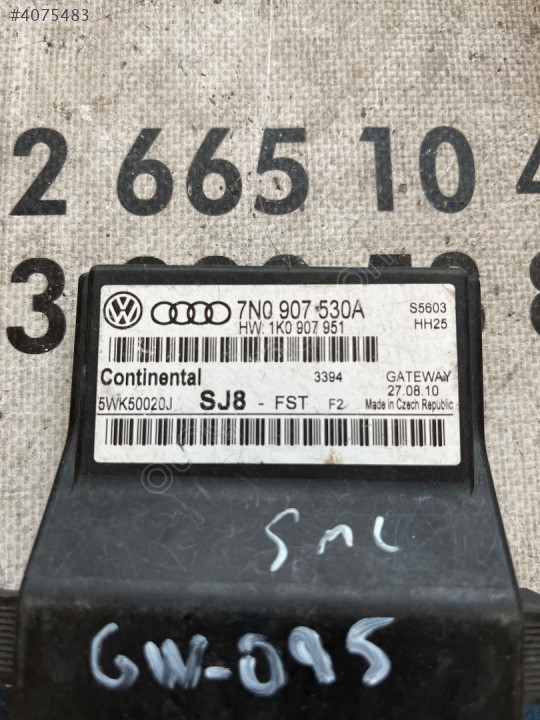 #4075483
2 665 10 4
7N0 907 530A
HW: 1K0 907 951
S5603
HH25
Continental
3394
GATEWAY
27.08.10
5WK50020J SJ8 - FST F2 Made in Czech Republic
SML
GW-095